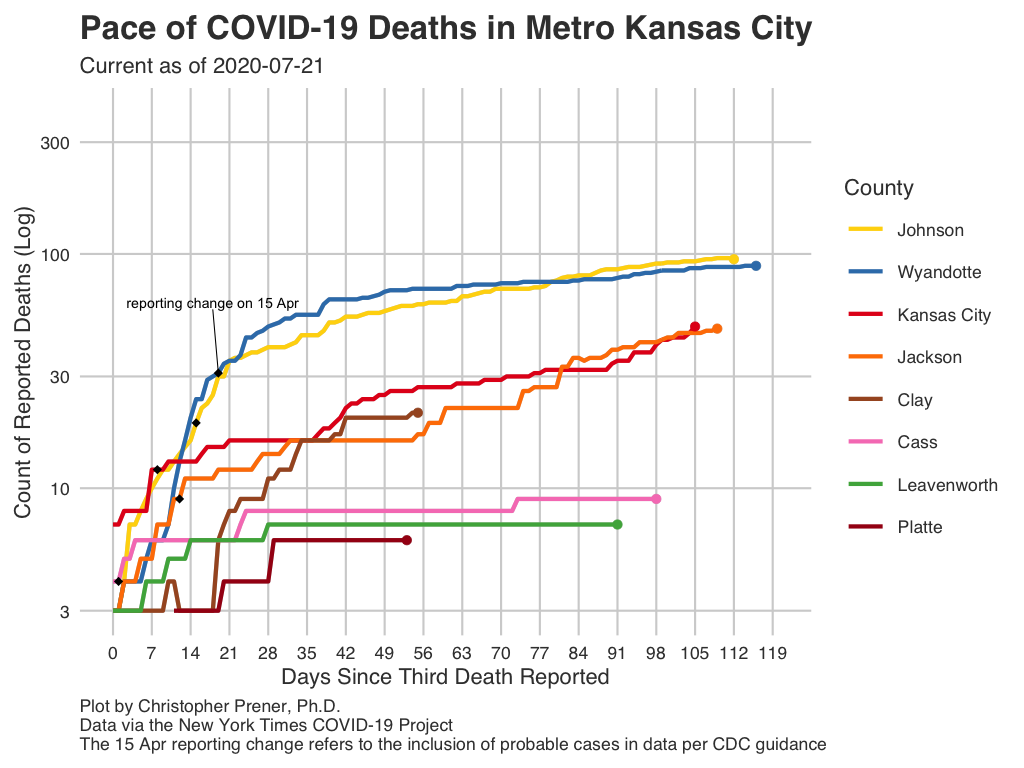 Pace of COVID-19 Deaths in Metro Kansas City
Current as of 2020-07-21
Count of Reported Deaths (Log)
300
100
30
10
3
reporting change on 15 Apr
0 7 14 21 28 35 42 49 56 63 70 77 84 91 98 105 112 119
Days Since Third Death Reported
County
Johnson
Wyandotte
Kansas City
Jackson
Clay
Cass
Leavenworth
Platte
Plot by Christopher Prener, Ph.D.
Data via the New York Times COVID-19 Project
The 15 Apr reporting change refers to the inclusion of probable cases in data per CDC guidance